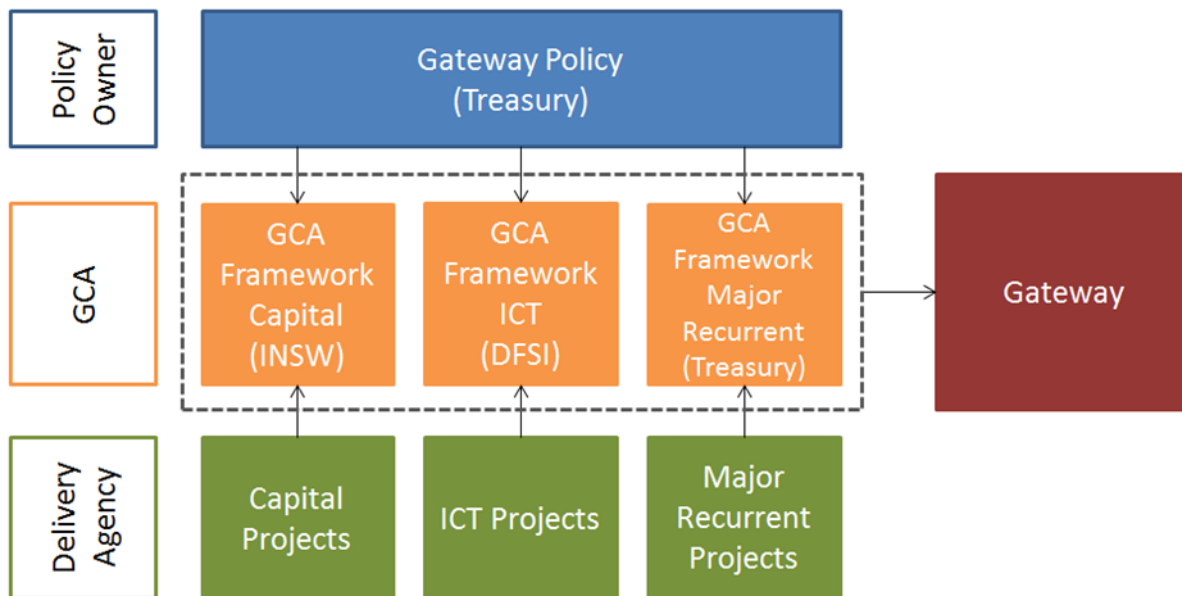 Policy
Owner
Gateway Policy
(Treasury)
GCA
GCA
Framework
Capital
(INSW)
GCA
Framework
ICT
(DFSI)
GCA
Framework
Major
Recurrent
(Treasury)
Gateway
Delivery
Agency
Capital
Projects
ICT Projects
Major
Recurrent
Projects